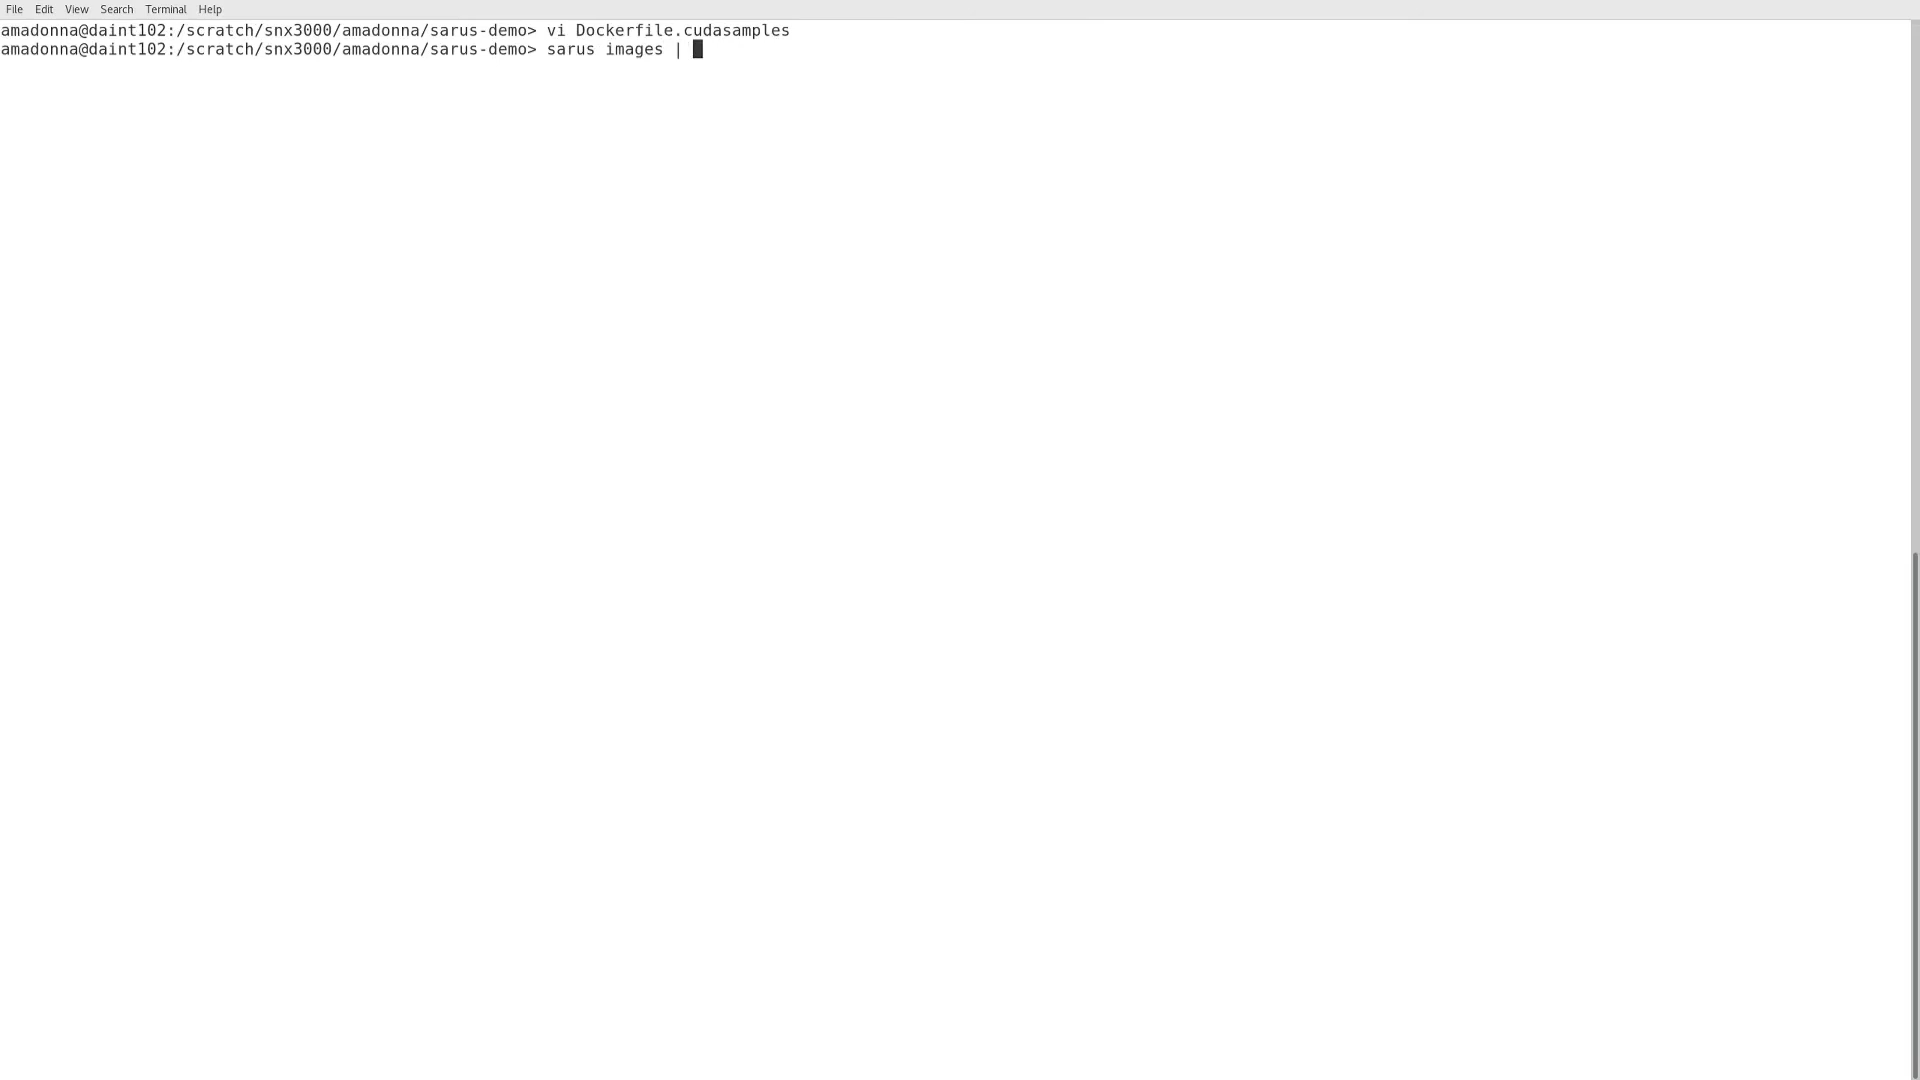 File Edit View Search Terminal Help
amadonna@daint102:/scratch/snx3000/amadonna/sarus-demo> vi Dockerfile.cudasamples
amadonna@daint102:/scratch/snx3000/amadonna/sarus-demo> sarus images |